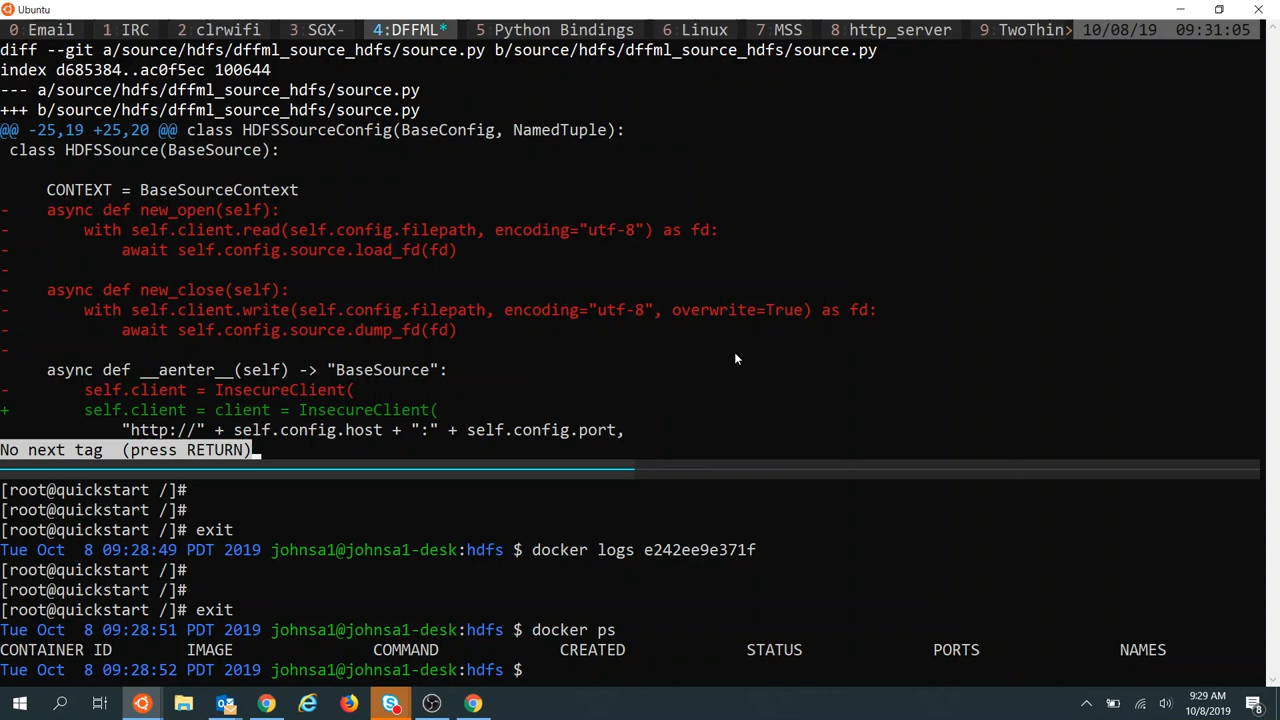 Ubuntu
0 Email 1 IRC 2 clrwifi 3 SGX- 4:DFFML* 5 Python Bindings 6 Linux 7 MSS 8 http_server 9 TwoThin> 10/08/19 09:31:05
diff --git a/source/hdfs/dffml_source_hdfs/source.py b/source/hdfs/dffml_source_hdfs/source.py
index d685384..ac0f5ec 100644
--- a/source/hdfs/dffml_source_hdfs/source.py
+++ b/source/hdfs/dffml_source_hdfs/source.py
@@ -25,19 +25,20 @@ class HDFSSourceConfig(BaseConfig, NamedTuple):
 class HDFSSource(BaseSource):
     CONTEXT = BaseSourceContext
-    async def new_open(self):
-        with self.client.read(self.config.filepath, encoding="utf-8") as fd:
-            await self.config.source.load_fd(fd)
-
-    async def new_close(self):
-        with self.client.write(self.config.filepath, encoding="utf-8", overwrite=True) as fd:
-            await self.config.source.dump_fd(fd)
-
     async def __aenter__(self) -> "BaseSource":
-        self.client = InsecureClient(
+        self.client = client = InsecureClient(
             "http://" + self.config.host + ":" + self.config.port,
No next tag  (press RETURN)
[root@quickstart /]#
[root@quickstart /]#
[root@quickstart /]# exit
Tue Oct  8 09:28:49 PDT 2019 johnsa1@johnsa1-desk:hdfs $ docker logs e242ee9e371f
[root@quickstart /]#
[root@quickstart /]#
[root@quickstart /]# exit
Tue Oct  8 09:28:51 PDT 2019 johnsa1@johnsa1-desk:hdfs $ docker ps
CONTAINER ID        IMAGE               COMMAND             CREATED             STATUS              PORTS               NAMES
Tue Oct  8 09:28:52 PDT 2019 johnsa1@johnsa1-desk:hdfs $
9:29 AM
10/8/2019
8